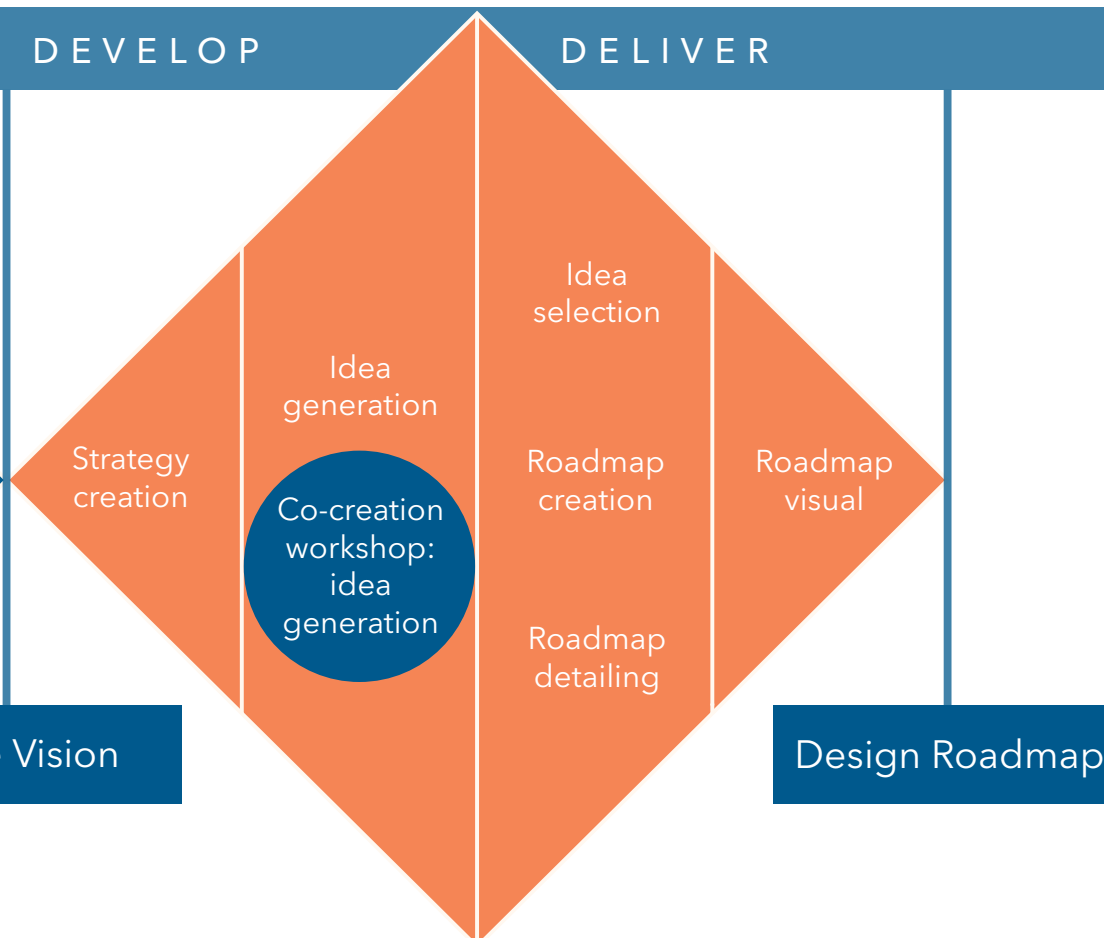 DEVELOP
DELIVER
Strategy
creation
Idea
generation
Co-creation
workshop:
idea
generation
Idea
selection
Roadmap
creation
Roadmap
detailing
Roadmap
visual
Vision
Design Roadmap